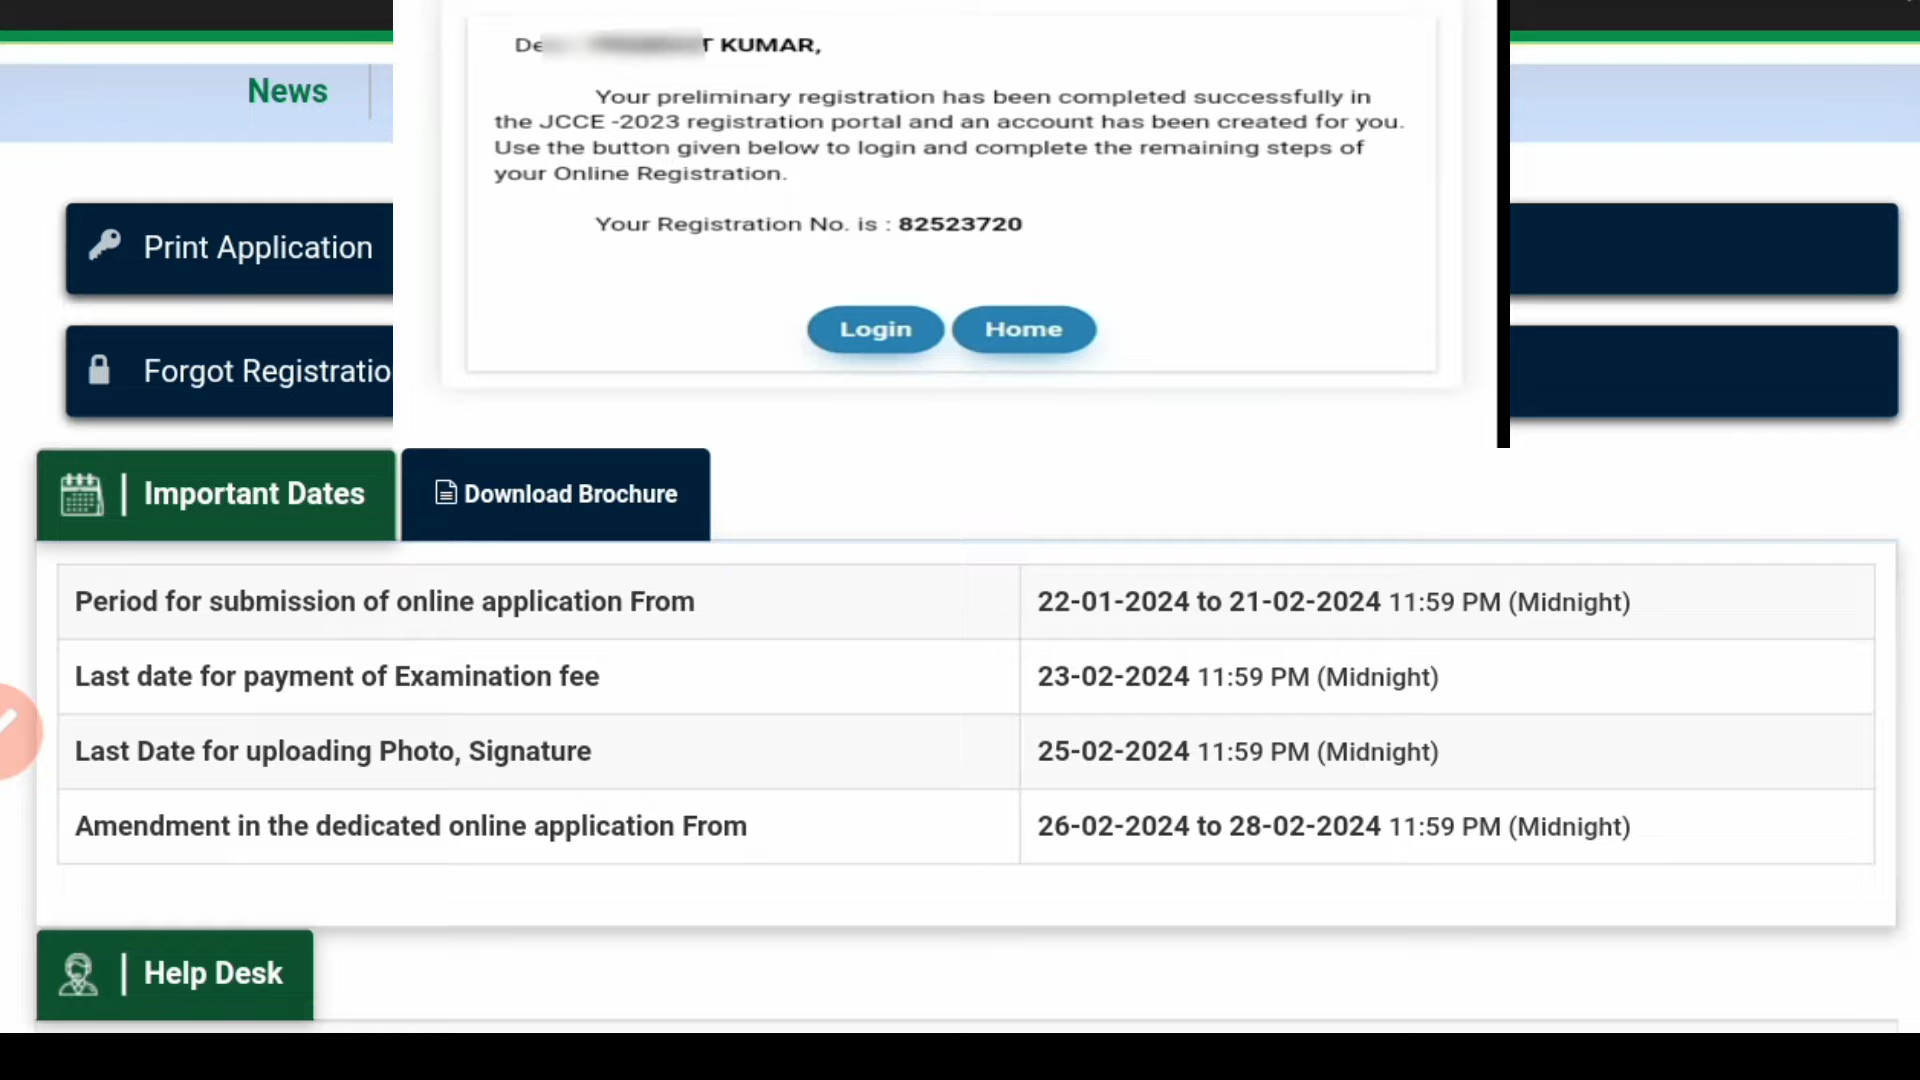 T KUMAR,
News
Your preliminary registration has been completed successfully in
the JCCE -2023 registration portal and an account has been created for you.
Use the button given below to login and complete the remaining steps of
your Online Registration.
Print Application
Your Registration No. is : 82523720
Login Home
Forgot Registratio
Important Dates
Download Brochure
Period for submission of online application From 22-01-2024 to 21-02-2024 11:59 PM (Midnight)
Last date for payment of Examination fee 23-02-2024 11:59 PM (Midnight)
Last Date for uploading Photo, Signature 25-02-2024 11:59 PM (Midnight)
Amendment in the dedicated online application From 26-02-2024 to 28-02-2024 11:59 PM (Midnight)
Help Desk